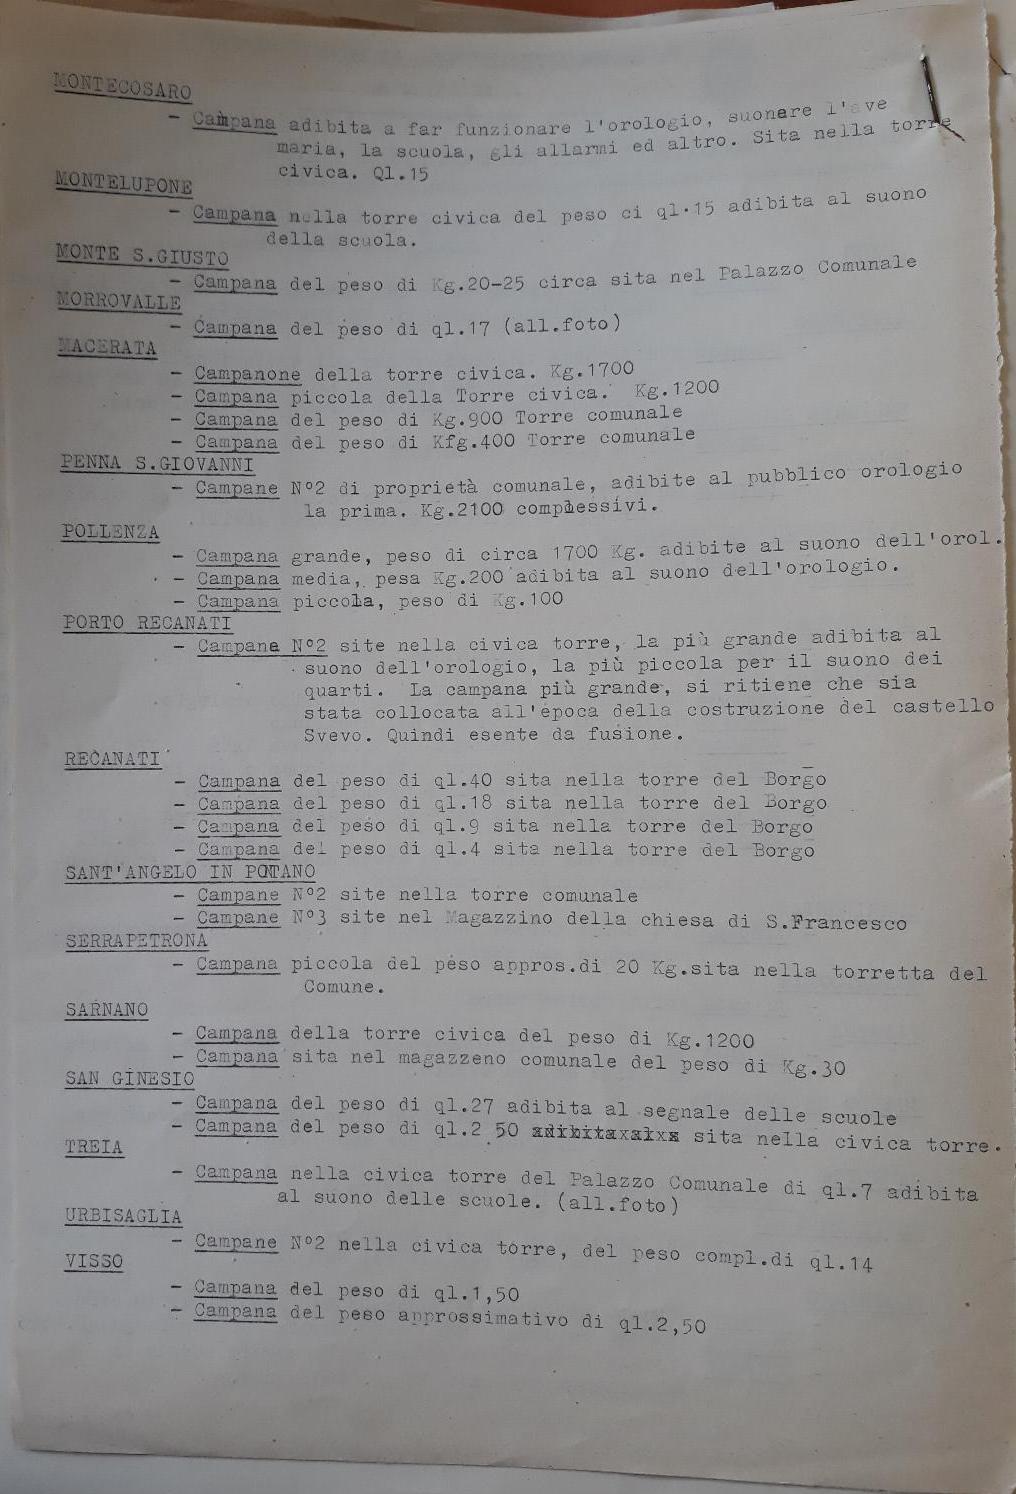 MONTECOSARO
- Campana adibita a far funzionare l'orologio, suonare l'ave
maria, la scuola, gli allarmi ed altro. Sita nella torre
civica. Ql.15
MONTELUPONE
- Campana nella torre civica del peso ci ql.15 adibita al suono
della scuola.
MONTE S.GIUSTO
- Campana del peso di Kg.20-25 circa sita nel Palazzo Comunale
MORROVALLE
- Campana del peso di ql.17 (all.foto)
MACERATA
- Campanone della torre civica. Kg.1700
- Campana piccola della Torre civica. Kg.1200
- Campana del peso di Kg.900 Torre comunale
- Campana del peso di Kfg.400 Torre comunale
PENNA S.GIOVANNI
- Campane N°2 di proprietà comunale, adibite al pubblico orologio
la prima. Kg.2100 complessivi.
POLLENZA
- Campana grande, peso di circa 1700 Kg. adibite al suono dell'orol.
- Campana media, pesa Kg.200 adibita al suono dell'orologio.
- Campana piccola, peso di Kg.100
PORTO RECANATI
- Campane N°2 site nella civica torre, la più grande adibita al
suono dell'orologio, la più piccola per il suono dei
quarti. La campana più grande, si ritiene che sia
stata collocata all'epoca della costruzione del castello
Svevo. Quindi esente da fusione.
RECANATI
- Campana del peso di ql.40 sita nella torre del Borgo
- Campana del peso di ql.18 sita nella torre del Borgo
- Campana del peso di ql.9 sita nella torre del Borgo
- Campana del peso di ql.4 sita nella torre del Borgo
SANT'ANGELO IN POTANO
- Campane N°2 site nella torre comunale
- Campane N°3 site nel Magazzino della chiesa di S.Francesco
SERRAPETRONA
- Campana piccola del peso appros.di 20 Kg.sita nella torretta del
Comune.
SARNANO
- Campana della torre civica del peso di Kg.1200
- Campana sita nel magazzeno comunale del peso di Kg.30
SAN GINESIO
- Campana del peso di ql.27 adibita al segnale delle scuole
- Campana del peso di ql.2,50 sita nella civica torre.
TREIA
- Campana nella civica torre del Palazzo Comunale di ql.7 adibita
al suono delle scuole. (all.foto)
URBISAGLIA
- Campane N°2 nella civica torre, del peso compl.di ql.14
VISSO
- Campana del peso di ql.1,50
- Campana del peso approssimativo di ql.2,50